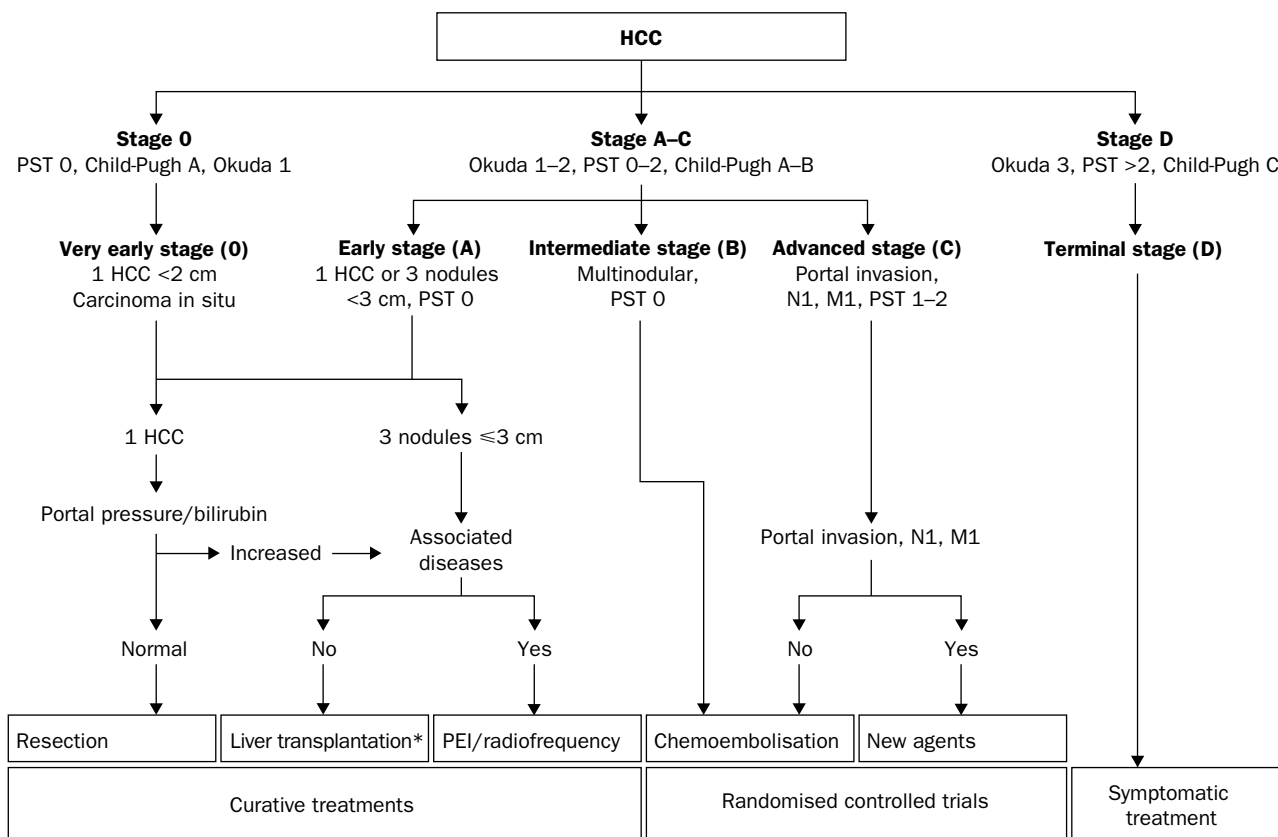 HCC
Stage 0
PST 0, Child-Pugh A, Okuda 1
Stage A–C
Okuda 1–2, PST 0–2, Child-Pugh A–B
Stage D
Okuda 3, PST >2, Child-Pugh C
Very early stage (0)
1 HCC <2 cm
Carcinoma in situ
Early stage (A)
1 HCC or 3 nodules
<3 cm, PST 0
Intermediate stage (B)
Multinodular,
PST 0
Advanced stage (C)
Portal invasion,
N1, M1, PST 1–2
Terminal stage (D)
1 HCC
3 nodules ⩽3 cm
Portal pressure/bilirubin
Increased
Associated
diseases
Portal invasion, N1, M1
Normal
No
Yes
No
Yes
Resection
Liver transplantation*
PEI/radiofrequency
Chemoembolisation
New agents
Curative treatments
Randomised controlled trials
Symptomatic
treatment